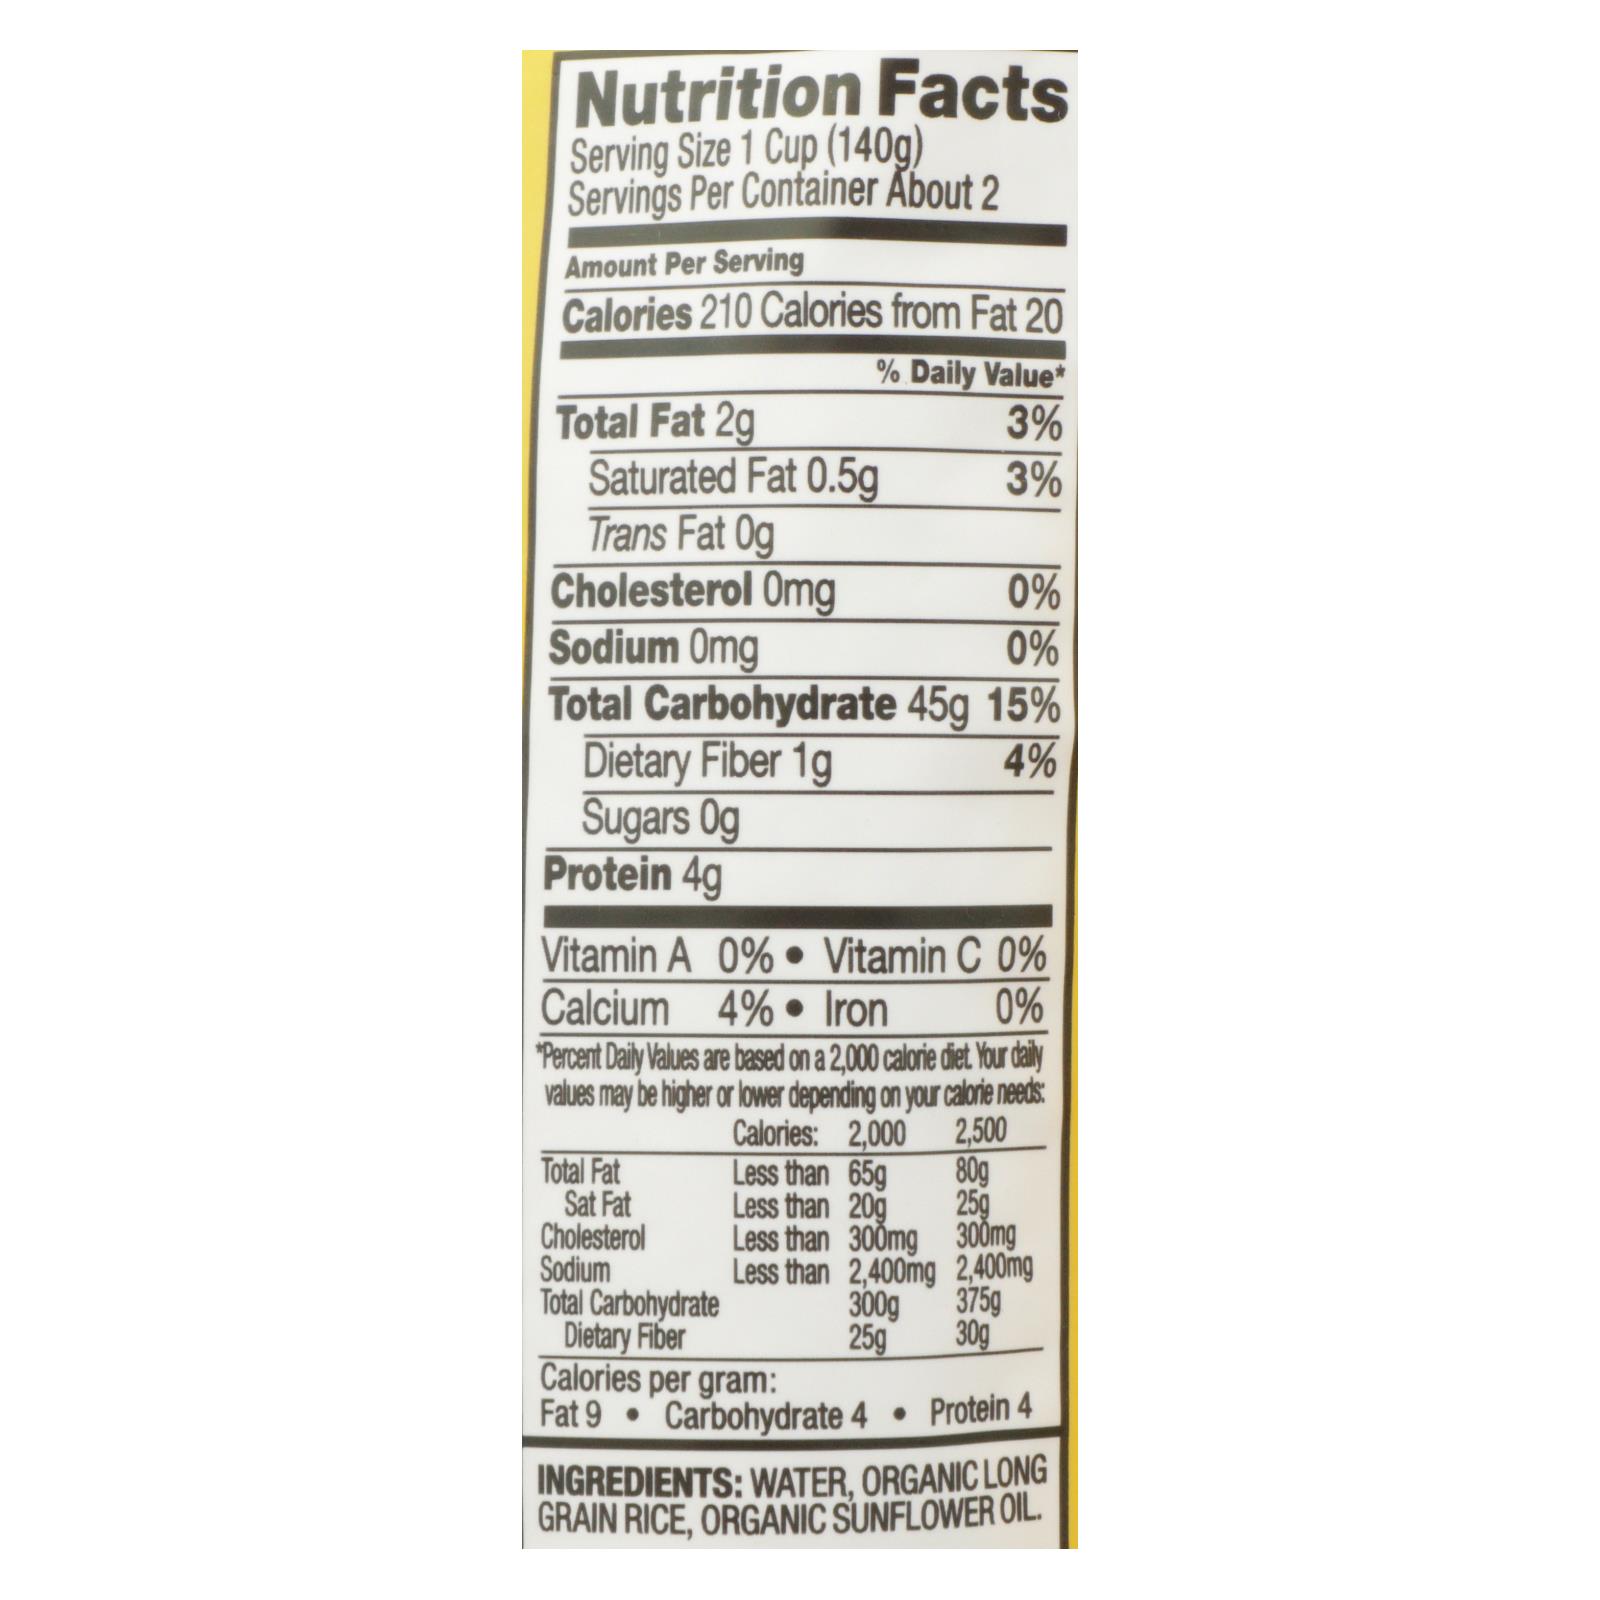 Nutrition Facts
Serving Size 1 Cup (140g)
Servings Per Container About 2
Amount Per Serving
Calories 210 Calories from Fat 20
% Daily Value*
Total Fat 2g 3%
Saturated Fat 0.5g 3%
Trans Fat 0g
Cholesterol 0mg 0%
Sodium 0mg 0%
Total Carbohydrate 45g 15%
Dietary Fiber 1g 4%
Sugars 0g
Protein 4g
Vitamin A 0% • Vitamin C 0%
Calcium 4% • Iron 0%
*Percent Daily Values are based on a 2,000 calorie diet. Your daily
values may be higher or lower depending on your calorie needs:
Calories: 2,000 2,500
Total Fat Less than 65g 80g
Sat Fat Less than 20g 25g
Cholesterol Less than 300mg 300mg
Sodium Less than 2,400mg 2,400mg
Total Carbohydrate 300g 375g
Dietary Fiber 25g 30g
Calories per gram:
Fat 9 • Carbohydrate 4 • Protein 4
INGREDIENTS: WATER, ORGANIC LONG
GRAIN RICE, ORGANIC SUNFLOWER OIL.